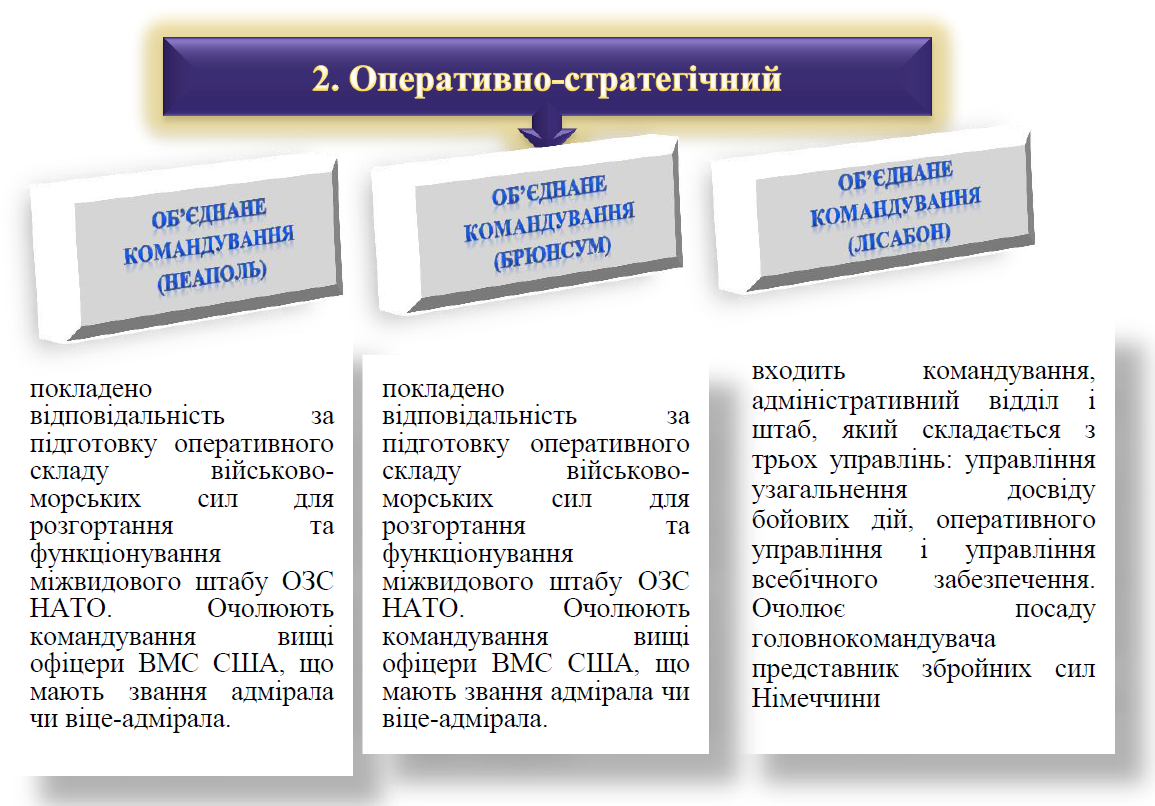 2. Оперативно-стратегічний
ОБ’ЄДНАНЕ
КОМАНДУВАННЯ
(НЕАПОЛЬ)
ОБ’ЄДНАНЕ
КОМАНДУВАННЯ
(БРЮНСУМ)
ОБ’ЄДНАНЕ
КОМАНДУВАННЯ
(ЛІСАБОН)
покладено
відповідальність за
підготовку оперативного
складу військово-
морських сил для
розгортання та
функціонування
міжвидового штабу ОЗС
НАТО. Очолюють
командування вищі
офіцери ВМС США, що
мають звання адмірала
чи віце-адмірала.
покладено
відповідальність за
підготовку оперативного
складу військово-
морських сил для
розгортання та
функціонування
міжвидового штабу ОЗС
НАТО. Очолюють
командування вищі
офіцери ВМС США, що
мають звання адмірала чи
віце-адмірала.
входить командування,
адміністративний відділ і
штаб, який складається з
трьох управлінь: управління
узагальнення досвіду
бойових дій, оперативного
управління і управління
всебічного забезпечення.
Очолює посаду
головнокомандувача
представник збройних сил
Німеччини